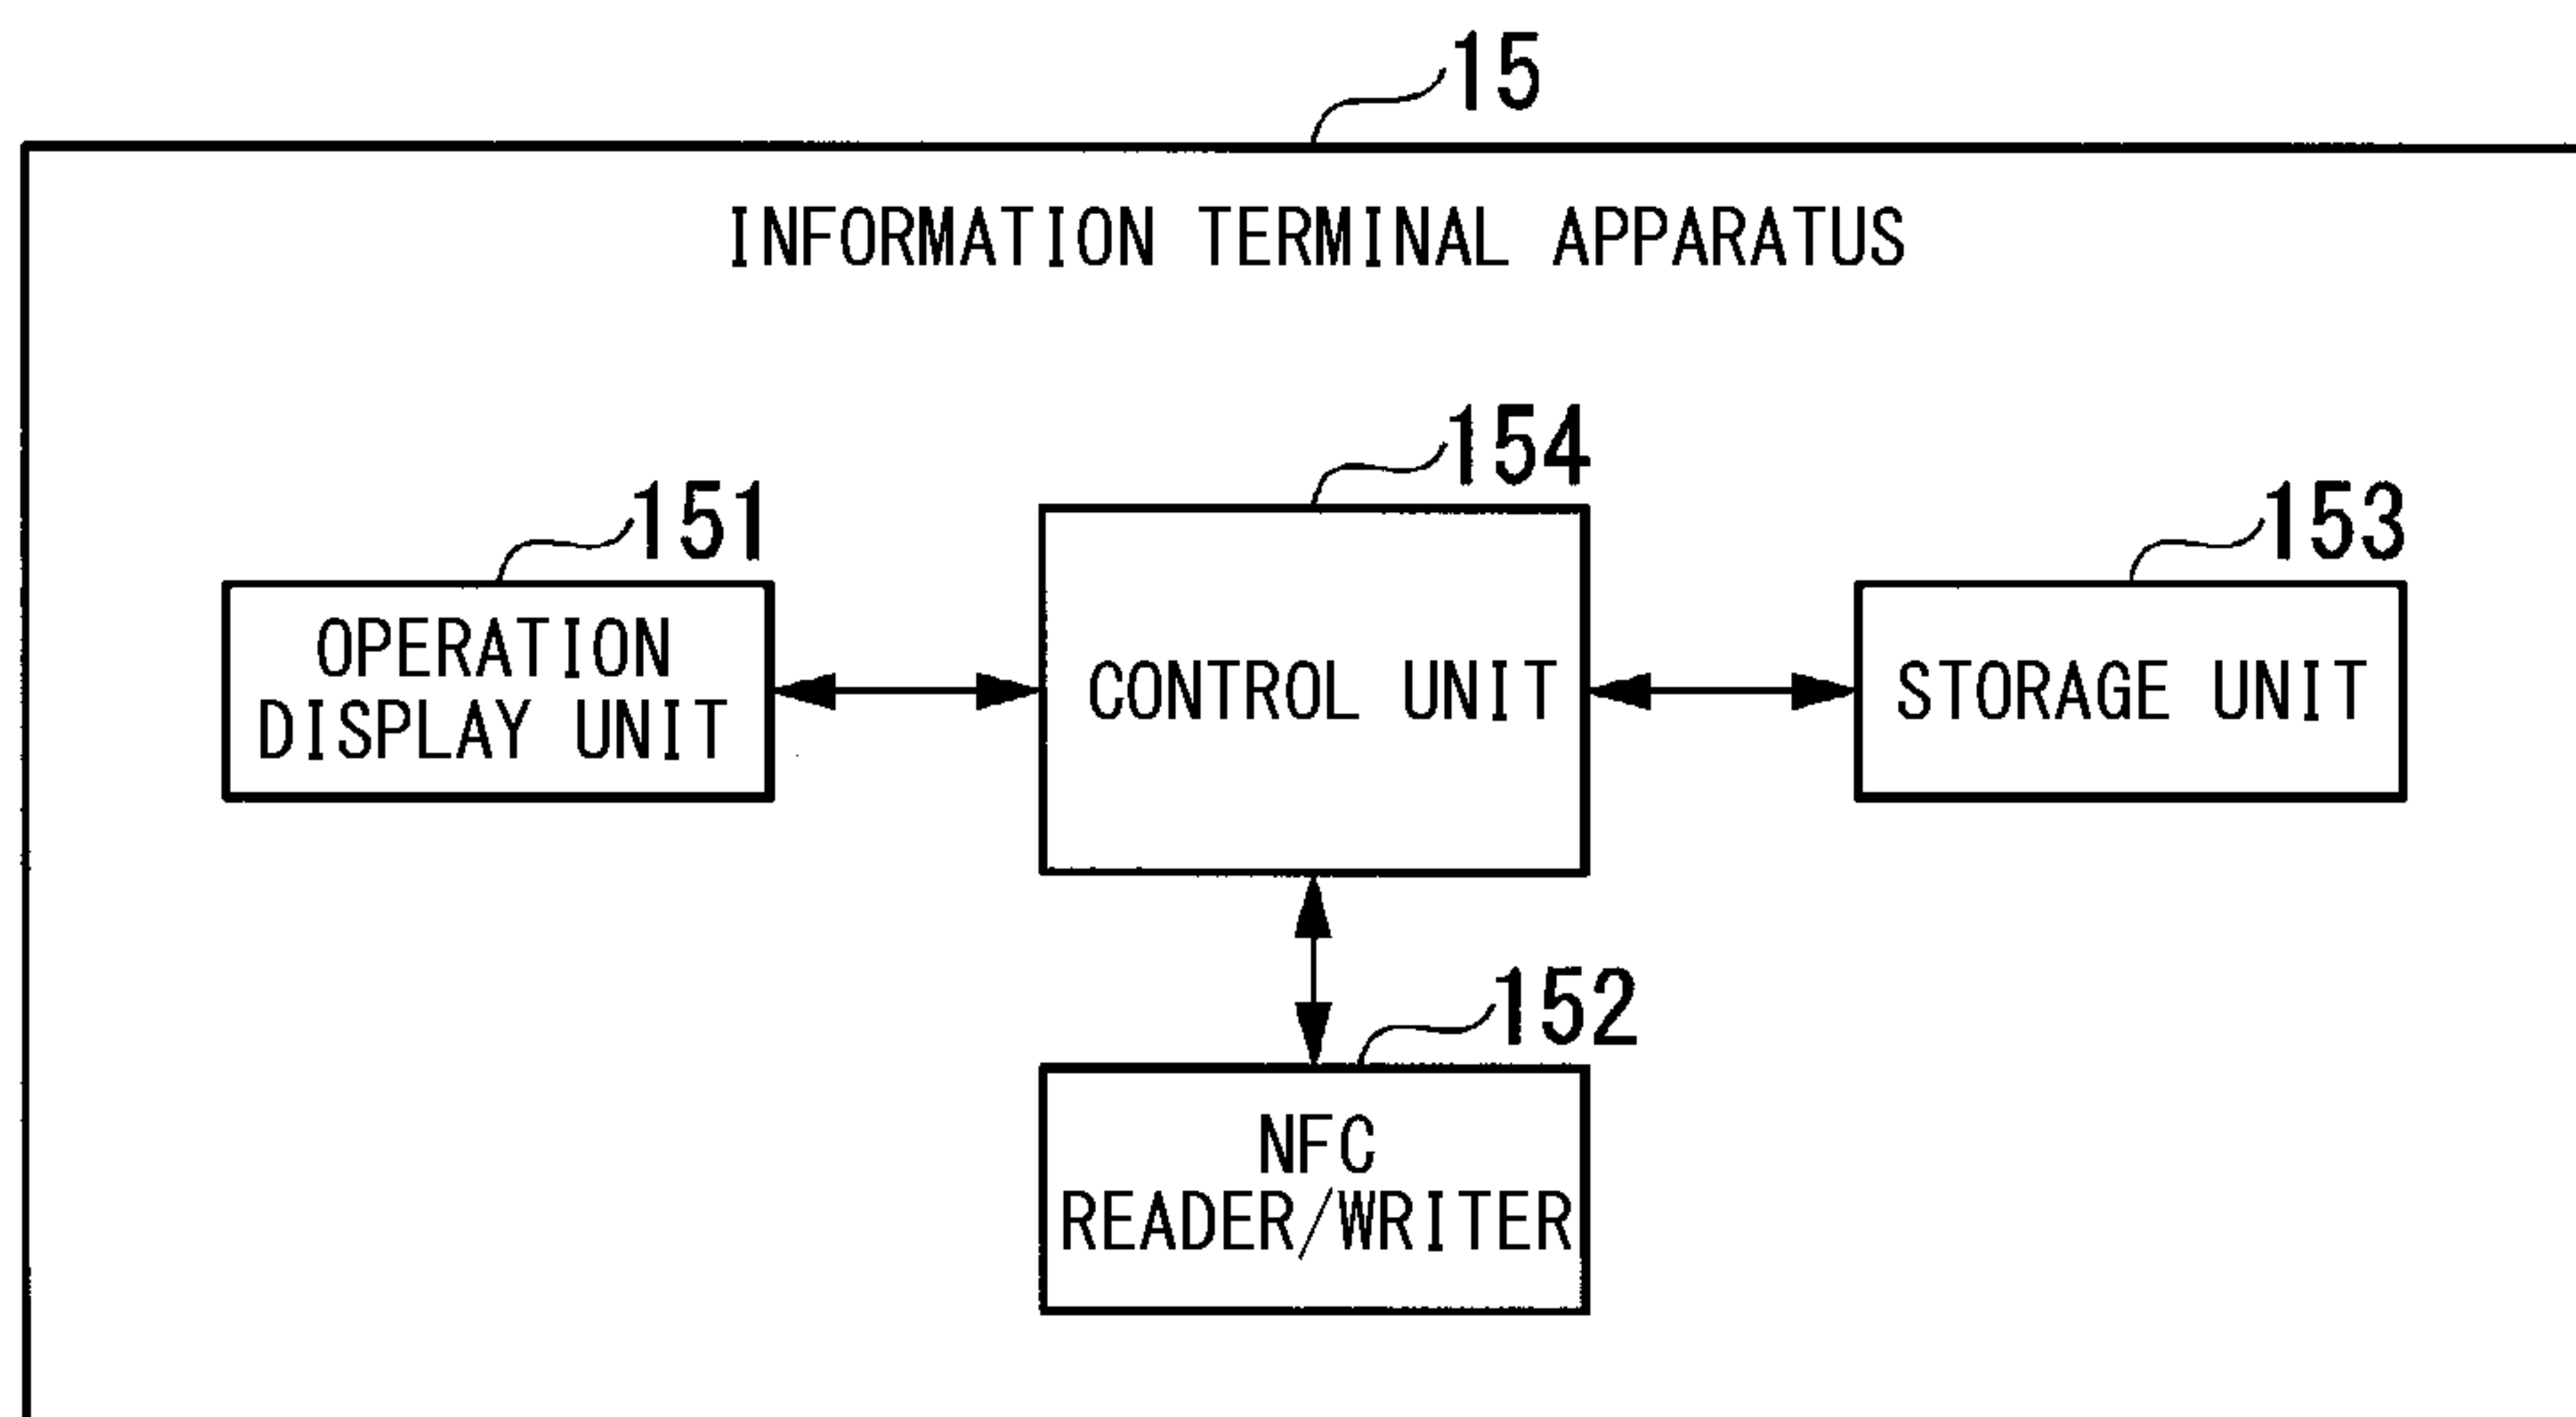 15
INFORMATION TERMINAL APPARATUS
154
151
153
OPERATION
DISPLAY UNIT
CONTROL UNIT
STORAGE UNIT
152
NFC
READER/WRITER